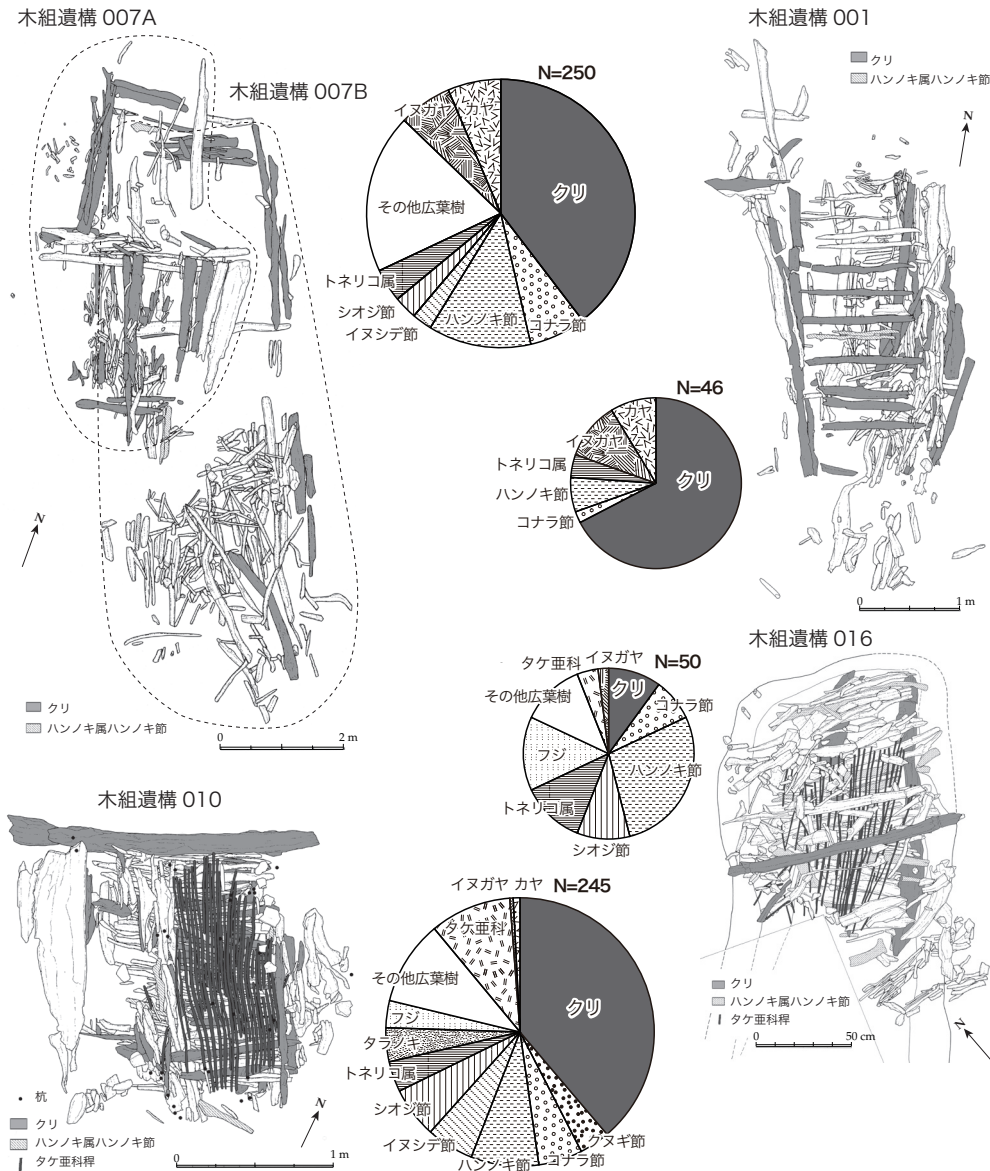 木組遺構 007A
木組遺構 007B
N
クリ
ハンノキ属ハンノキ節
0 2 m
N=250
クリ
コナラ節
ハンノキ節
イヌシデ節
シオジ節
トネリコ属
その他広葉樹
イヌガヤ
カヤ
木組遺構 001
クリ
ハンノキ属ハンノキ節
N
0 1 m
N=46
クリ
コナラ節
ハンノキ節
トネリコ属
イヌガヤ
カヤ
木組遺構 016
クリ
ハンノキ属ハンノキ節
タケ亜科稈
0 50 cm
N
N=50
クリ
コナラ節
ハンノキ節
シオジ節
トネリコ属
フジ
その他広葉樹
タケ亜科
イヌガヤ
木組遺構 010
杭
クリ
ハンノキ属ハンノキ節
タケ亜科稈
0 1 m
N
N=245
クリ
クヌギ節
コナラ節
ハンノキ節
イヌシデ節
シオジ節
トネリコ属
タラノキ
フジ
その他広葉樹
タケ亜科
イヌガヤ
カヤ